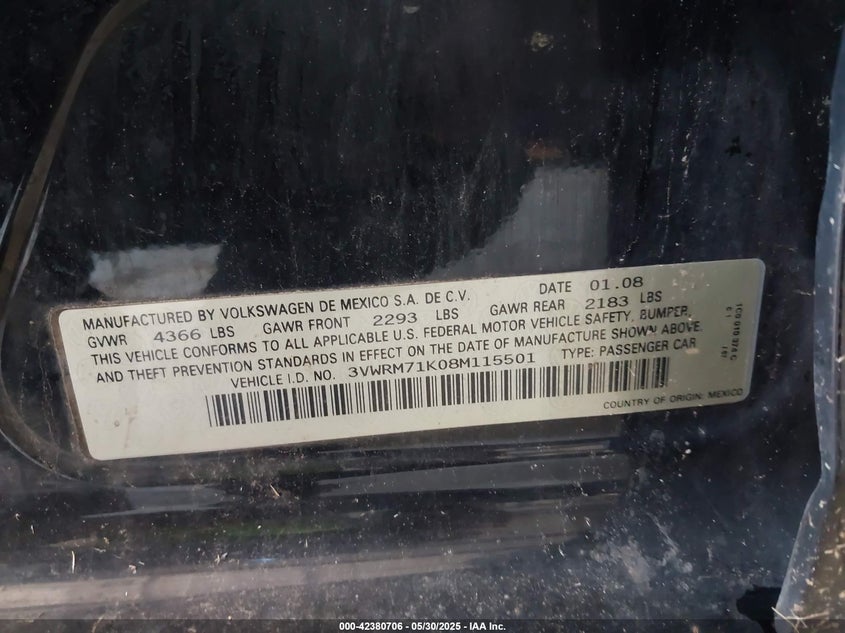 MANUFACTURED BY VOLKSWAGEN DE MEXICO S.A. DE C.V. DATE 01.08
GVWR 4366 LBS GAWR FRONT 2293 LBS GAWR REAR 2183 LBS
THIS VEHICLE CONFORMS TO ALL APPLICABLE U.S. FEDERAL MOTOR VEHICLE SAFETY, BUMPER,
AND THEFT PREVENTION STANDARDS IN EFFECT ON THE DATE OF MANUFACTURE SHOWN ABOVE.
VEHICLE I.D. NO. 3VWRM71K08M115501 TYPE: PASSENGER CAR
COUNTRY OF ORIGIN: MEXICO
1C0 010 374 C
000-42380706 - 05/30/2025 - IAA Inc.